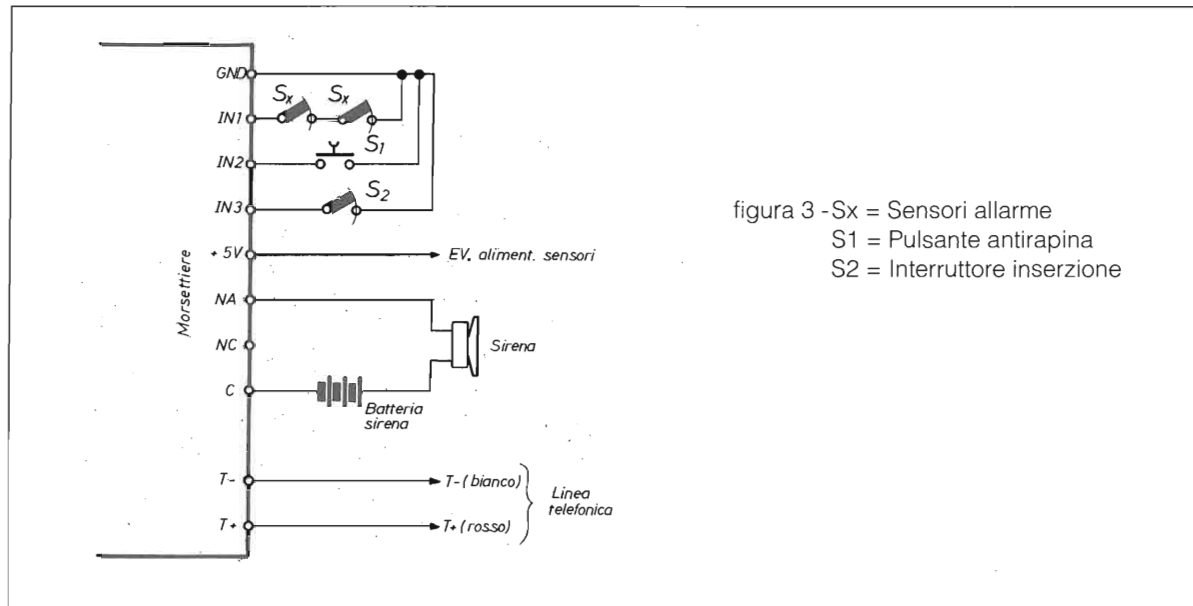 GND
Sx Sx
IN1
S1
IN2
S2
IN3
+5V
EV. aliment. sensori
NA
Morsettiere
Sirena
NC
C
Batteria
sirena
T-
T-(bianco)
Linea
telefonica
T+
T+(rosso)
figura 3 -Sx = Sensori allarme
S1 = Pulsante antirapina
S2 = Interruttore inserzione